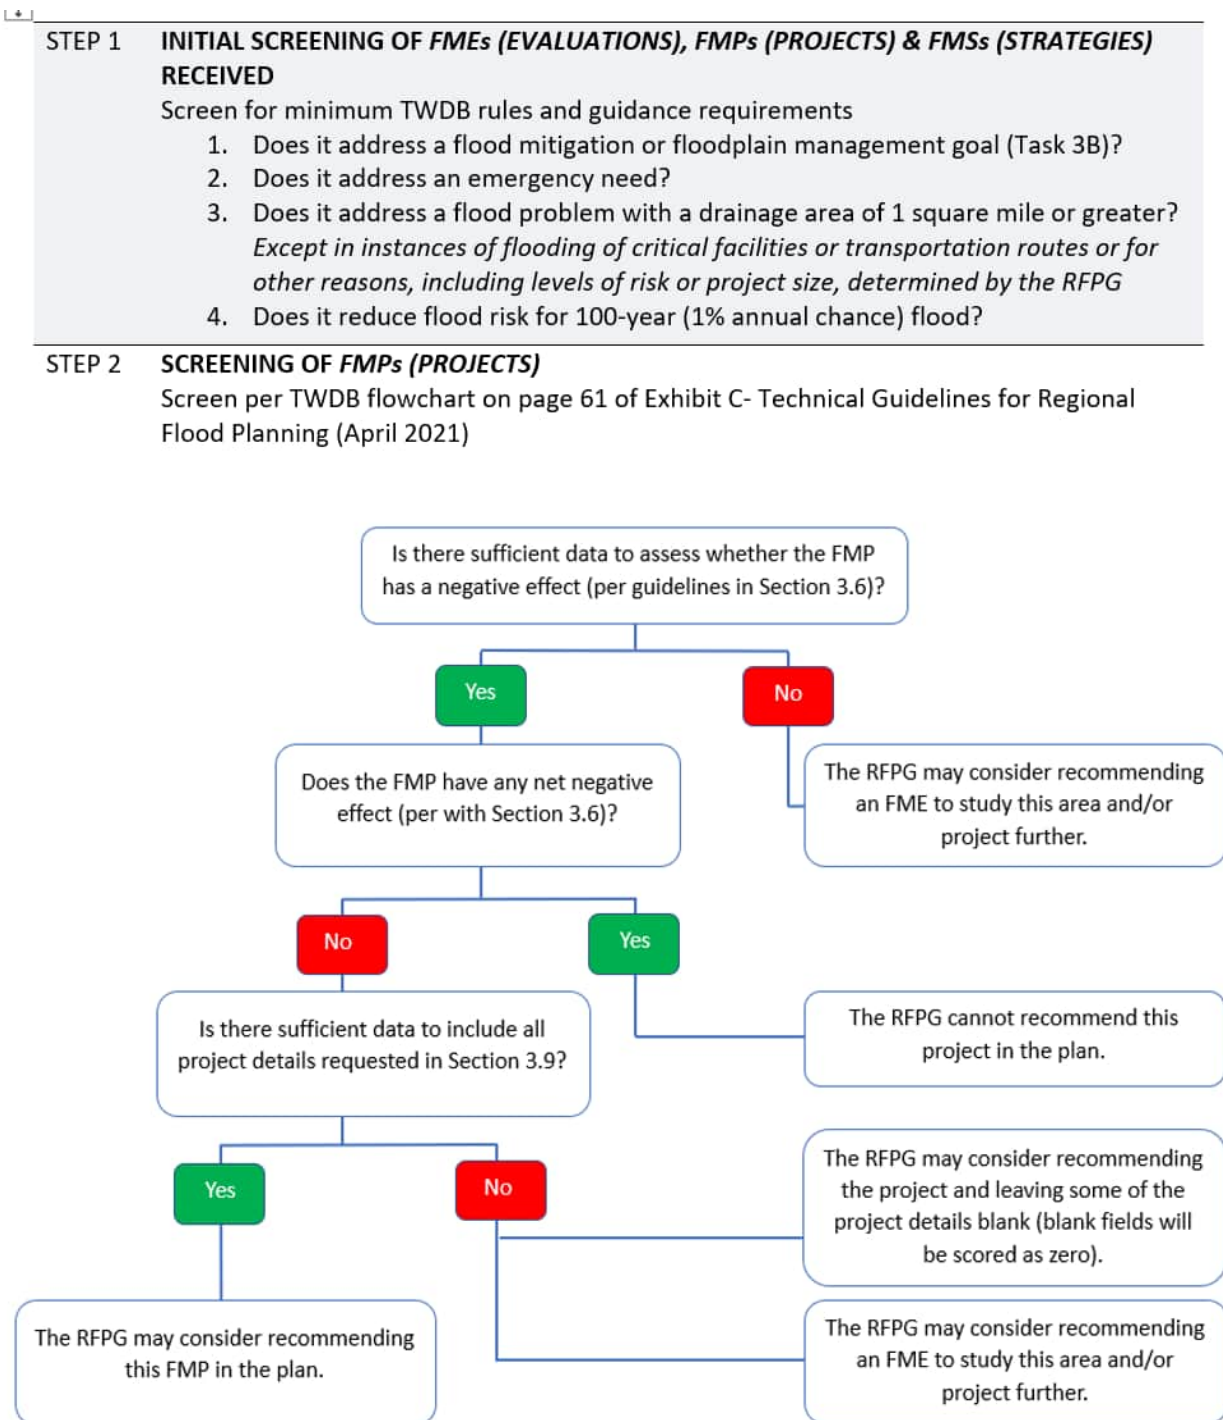 STEP 1 INITIAL SCREENING OF FMEs (EVALUATIONS), FMPs (PROJECTS) & FMSs (STRATEGIES)
RECEIVED
Screen for minimum TWDB rules and guidance requirements
1. Does it address a flood mitigation or floodplain management goal (Task 3B)?
2. Does it address an emergency need?
3. Does it address a flood problem with a drainage area of 1 square mile or greater?
Except in instances of flooding of critical facilities or transportation routes or for
other reasons, including levels of risk or project size, determined by the RFPG
4. Does it reduce flood risk for 100-year (1% annual chance) flood?
STEP 2 SCREENING OF FMPs (PROJECTS)
Screen per TWDB flowchart on page 61 of Exhibit C- Technical Guidelines for Regional
Flood Planning (April 2021)
Is there sufficient data to assess whether the FMP
has a negative effect (per guidelines in Section 3.6)?
Yes
No
Does the FMP have any net negative
effect (per with Section 3.6)?
The RFPG may consider recommending
an FME to study this area and/or
project further.
No
Yes
Is there sufficient data to include all
project details requested in Section 3.9?
The RFPG cannot recommend this
project in the plan.
Yes
No
The RFPG may consider recommending
the project and leaving some of the
project details blank (blank fields will
be scored as zero).
The RFPG may consider recommending
this FMP in the plan.
The RFPG may consider recommending
an FME to study this area and/or
project further.